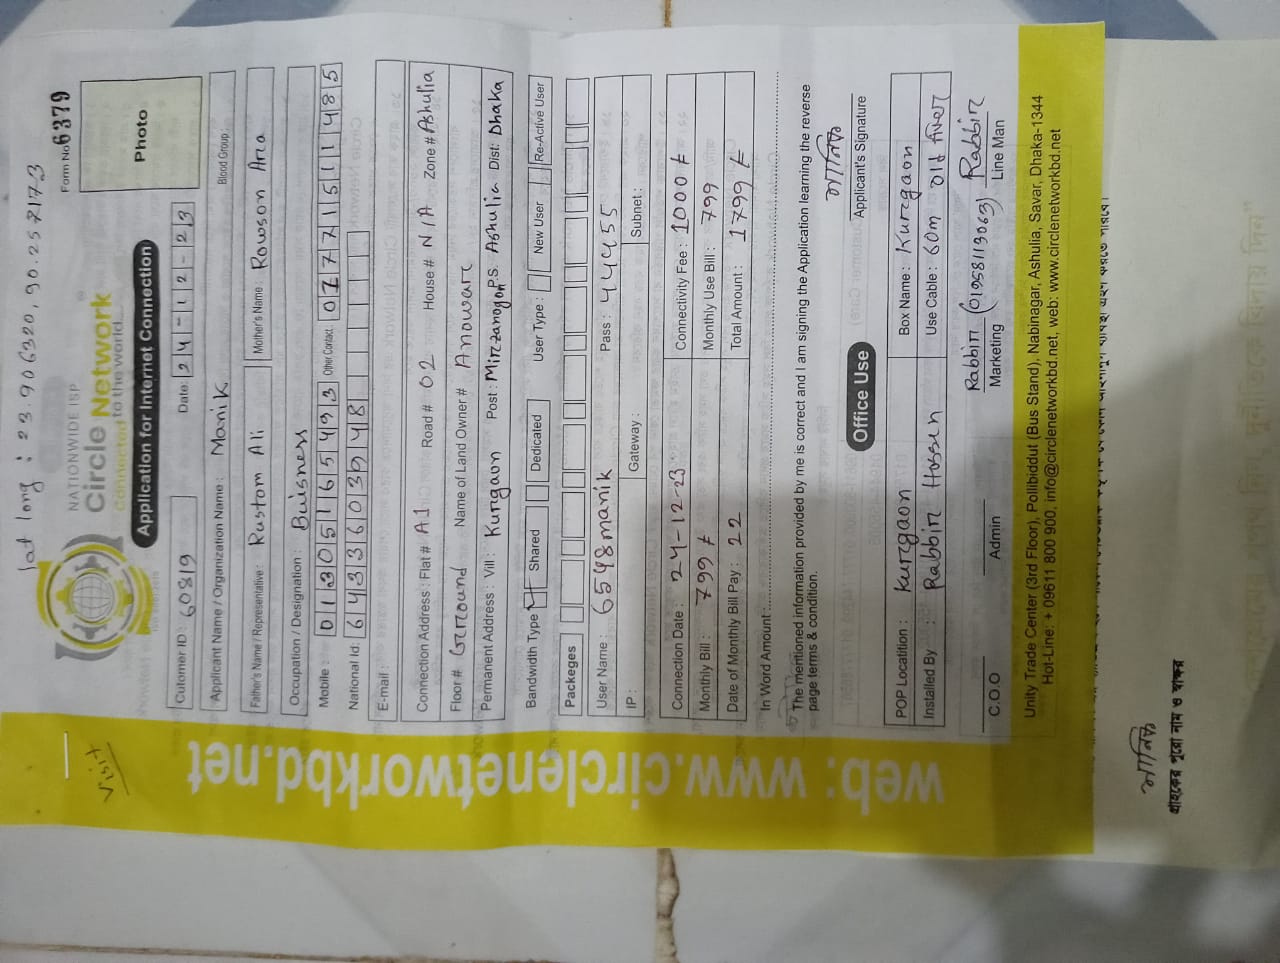 lat long : 23.906320, 90.257173
Form No 6379
NATIONWIDE ISP
Circle Network
Connected to the world...
Photo
Application for Internet Connection
Cutomer ID : 60819 Date: 24-12-23
Applicant Name / Organization Name : Manik Blood Group:
Father's Name / Representative : Rustom Ali Mother's Name : Rowson Ara
Occupation / Designation : Buisness
Mobile : 01305165493 Other Contact 01771511485
National Id: 6433603948
E-mail :
Connection Address : Flat # A1 Road # 02 House # N/A Zone # Ashulia
Floor # Grround Name of Land Owner # Anoware
Permanent Address : Vill : Kurgaon Post : Mirzanagor P.S. Ashulia Dist: Dhaka
Bandwidth Type Shared Dedicated User Type : New User Re-Active User
Packeges
User Name : 6598manik Pass : 44455
IP : Gateway : Subnet :
Connection Date : 24-12-23 Connectivity Fee : 1000
Monthly Bill : 799 Monthly Use Bill : 799
Date of Monthly Bill Pay : 22 Total Amount : 1799
In Word Amount :
The mentioned information provided by me is correct and I am signing the Application learning the reverse
page terms & condition.
মানিক
Applicant's Signature
Office Use
POP Locatition : Kurgaon Box Name : Kurgaon
Installed By : Rabbir Hossen Use Cable : 60m old fiver
Rabbir (01958113063) Rabbir
C.O.O Admin Marketing Line Man
Unity Trade Center (3rd Floor), Pollibiddut (Bus Stand), Nabinagar, Ashulia, Savar, Dhaka-1344
Hot-Line: + 09611 800 900, info@circlenetworkbd.net, web: www.circlenetworkbd.net
web: www.circlenetworkbd.net
visit
মানিক
গ্রাহকের পুরো নাম ও স্বাক্ষর